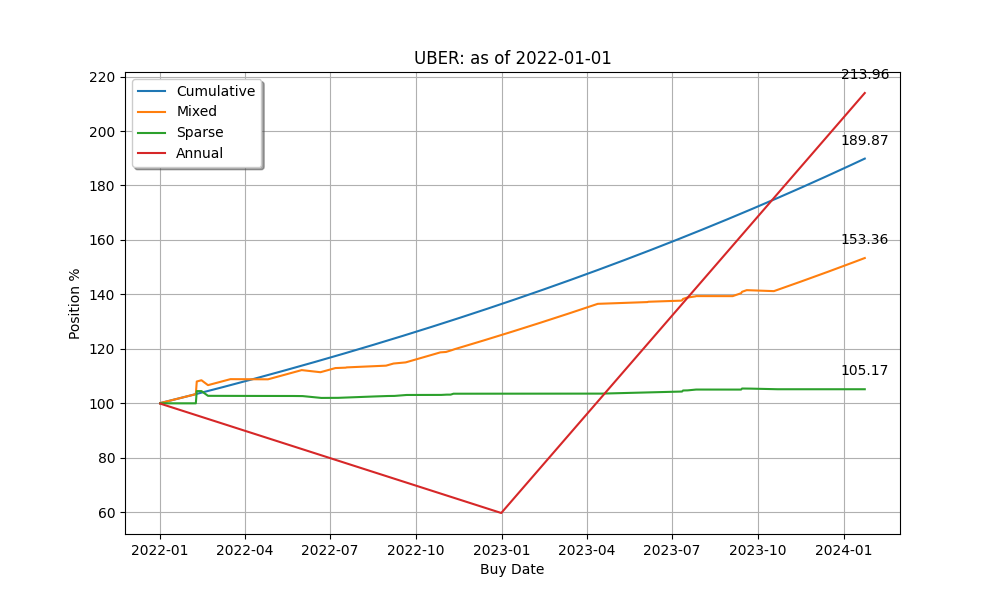 UBER: as of 2022-01-01
Cumulative
Mixed
Sparse
Annual
213.96
189.87
153.36
105.17
220
200
180
160
140
120
100
80
60
Position %
2022-01 2022-04 2022-07 2022-10 2023-01 2023-04 2023-07 2023-10 2024-01
Buy Date